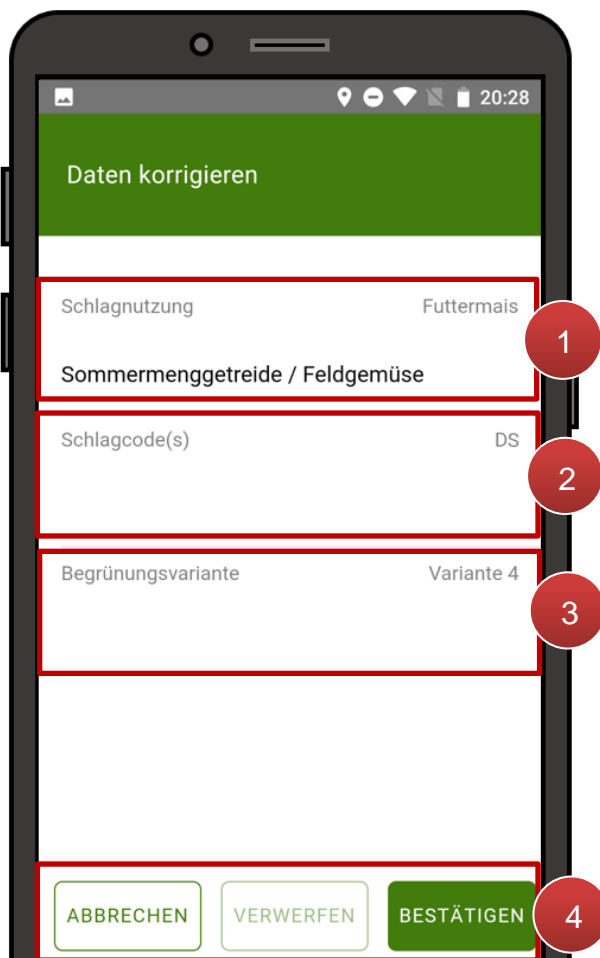 20:28
Daten korrigieren
Schlagnutzung Futtermais
1
Sommermenggetreide / Feldgemüse
Schlagcode(s) DS
2
Begrünungsvariante Variante 4
3
ABBRECHEN VERWERFEN BESTÄTIGEN 4